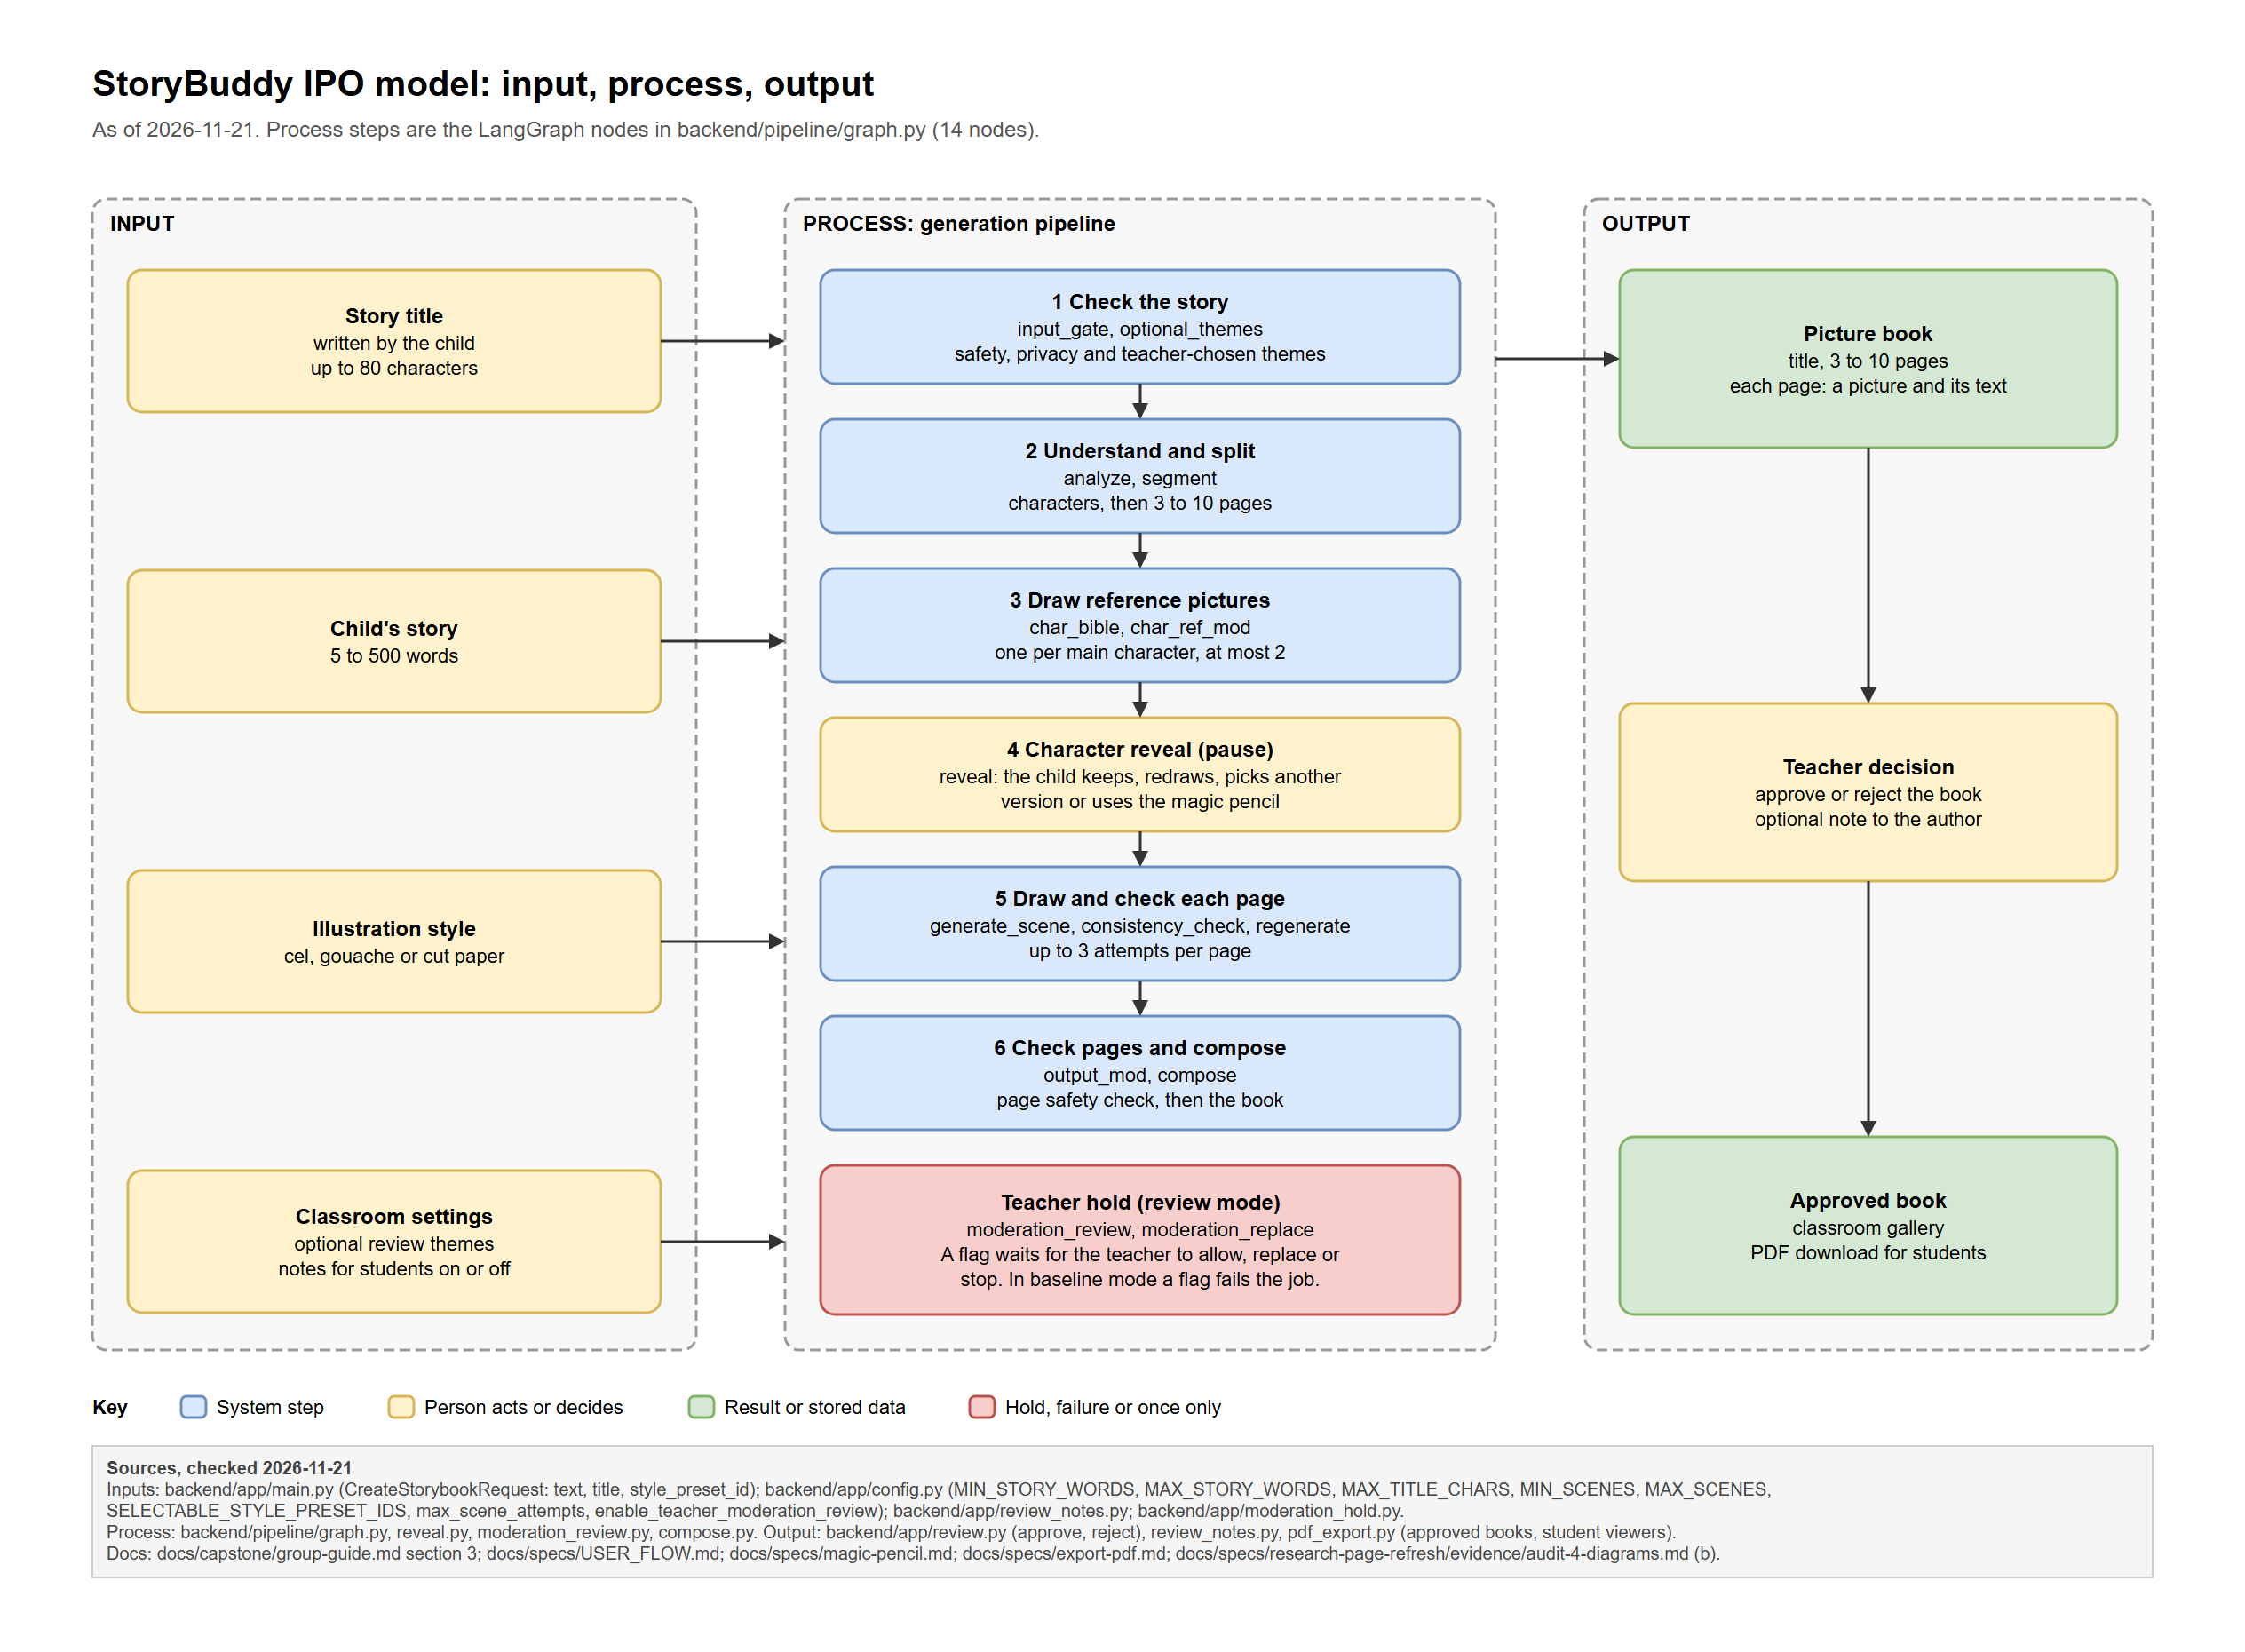 StoryBuddy IPO model: input, process, output
As of 2026-11-21. Process steps are the LangGraph nodes in backend/pipeline/graph.py (14 nodes).
INPUT
Story title
written by the child
up to 80 characters
Child's story
5 to 500 words
Illustration style
cel, gouache or cut paper
Classroom settings
optional review themes
notes for students on or off
PROCESS: generation pipeline
1 Check the story
input_gate, optional_themes
safety, privacy and teacher-chosen themes
2 Understand and split
analyze, segment
characters, then 3 to 10 pages
3 Draw reference pictures
char_bible, char_ref_mod
one per main character, at most 2
4 Character reveal (pause)
reveal: the child keeps, redraws, picks another
version or uses the magic pencil
5 Draw and check each page
generate_scene, consistency_check, regenerate
up to 3 attempts per page
6 Check pages and compose
output_mod, compose
page safety check, then the book
Teacher hold (review mode)
moderation_review, moderation_replace
A flag waits for the teacher to allow, replace or
stop. In baseline mode a flag fails the job.
OUTPUT
Picture book
title, 3 to 10 pages
each page: a picture and its text
Teacher decision
approve or reject the book
optional note to the author
Approved book
classroom gallery
PDF download for students
Key
System step
Person acts or decides
Result or stored data
Hold, failure or once only
Sources, checked 2026-11-21
Inputs: backend/app/main.py (CreateStorybookRequest: text, title, style_preset_id); backend/app/config.py (MIN_STORY_WORDS, MAX_STORY_WORDS, MAX_TITLE_CHARS, MIN_SCENES, MAX_SCENES,
SELECTABLE_STYLE_PRESET_IDS, max_scene_attempts, enable_teacher_moderation_review); backend/app/review_notes.py; backend/app/moderation_hold.py.
Process: backend/pipeline/graph.py, reveal.py, moderation_review.py, compose.py. Output: backend/app/review.py (approve, reject), review_notes.py, pdf_export.py (approved books, student viewers).
Docs: docs/capstone/group-guide.md section 3; docs/specs/USER_FLOW.md; docs/specs/magic-pencil.md; docs/specs/export-pdf.md; docs/specs/research-page-refresh/evidence/audit-4-diagrams.md (b).